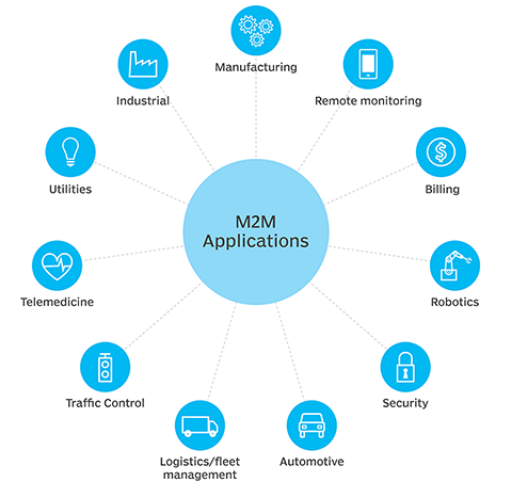 Manufacturing
Industrial
Remote monitoring
Utilities
Billing
M2M
Applications
Telemedicine
Robotics
Traffic Control
Security
Logistics/fleet
management
Automotive